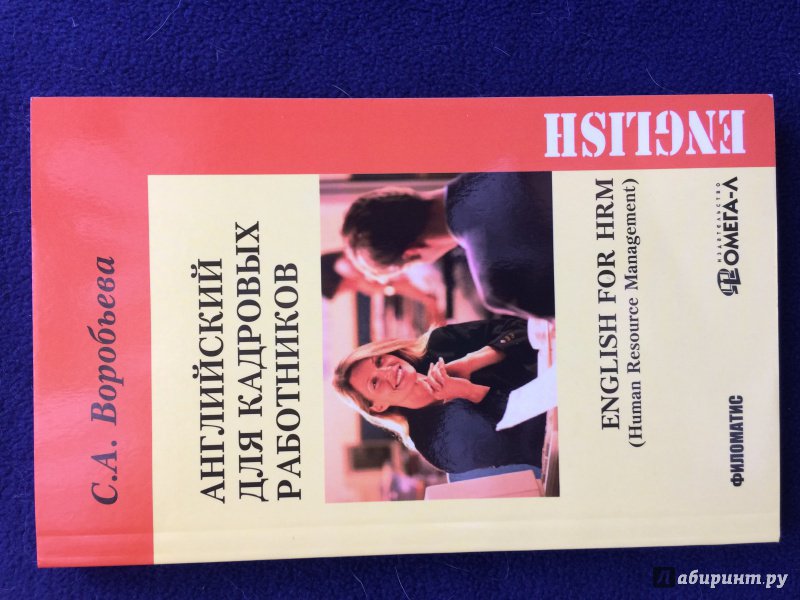 С.А. Воробьева
АНГЛИЙСКИЙ
ДЛЯ КАДРОВЫХ
РАБОТНИКОВ
ENGLISH
ENGLISH FOR HRM
(Human Resource Management)
ФИЛОМАТИС
ИЗДАТЕЛЬСТВО
ОМЕГА-Л
Лабиринт.ру